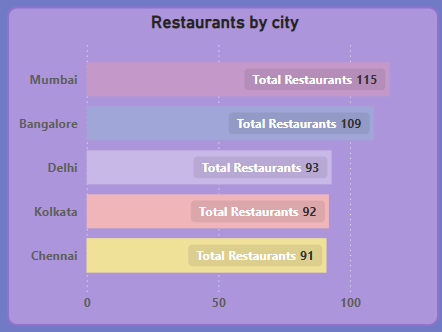 Restaurants by city
Mumbai Total Restaurants 115
Bangalore Total Restaurants 109
Delhi Total Restaurants 93
Kolkata Total Restaurants 92
Chennai Total Restaurants 91
0 50 100